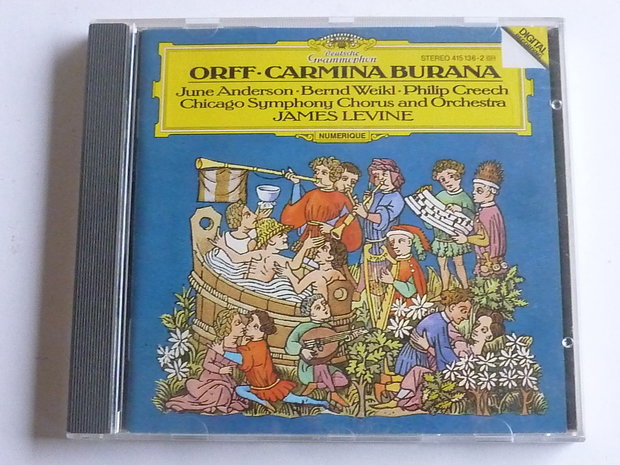 Deutsche
Grammophon
STEREO 415 136-2
DIGITAL
ORFF·CARMINA BURANA
June Anderson·Bernd Weikl·Philip Creech
Chicago Symphony Chorus and Orchestra
JAMES LEVINE
NUMERIQUE